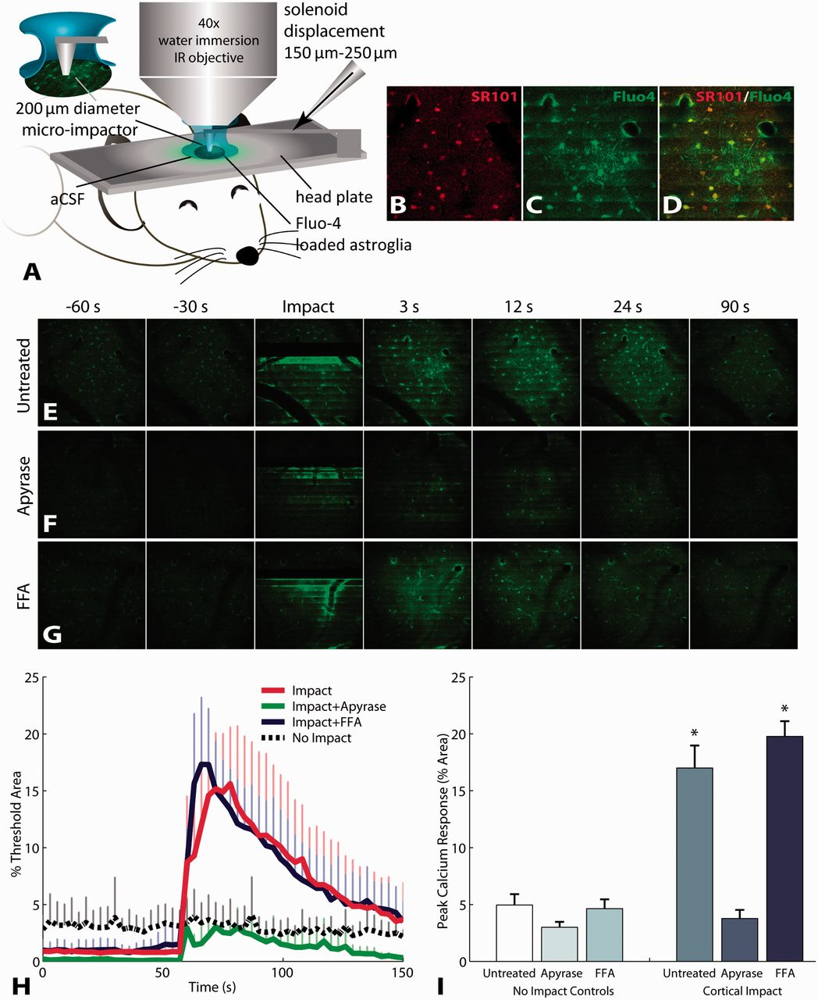 40x
water immersion
IR objective
solenoid
displacement
150 µm-250 µm
200 µm diameter
micro-impactor
aCSF
head plate
Fluo-4
loaded astroglia
A
SR101
B
Fluo4
C
SR101/Fluo4
D
-60 s -30 s Impact 3 s 12 s 24 s 90 s
Untreated
E
Apyrase
F
FFA
G
% Threshold Area
25
20
15
10
5
0
Impact
Impact+Apyrase
Impact+FFA
No Impact
0 50 100 150
Time (s)
H
Peak Calcium Response (% Area)
25
20
15
10
5
0
*
*
Untreated Apyrase FFA Untreated Apyrase FFA
No Impact Controls Cortical Impact
I